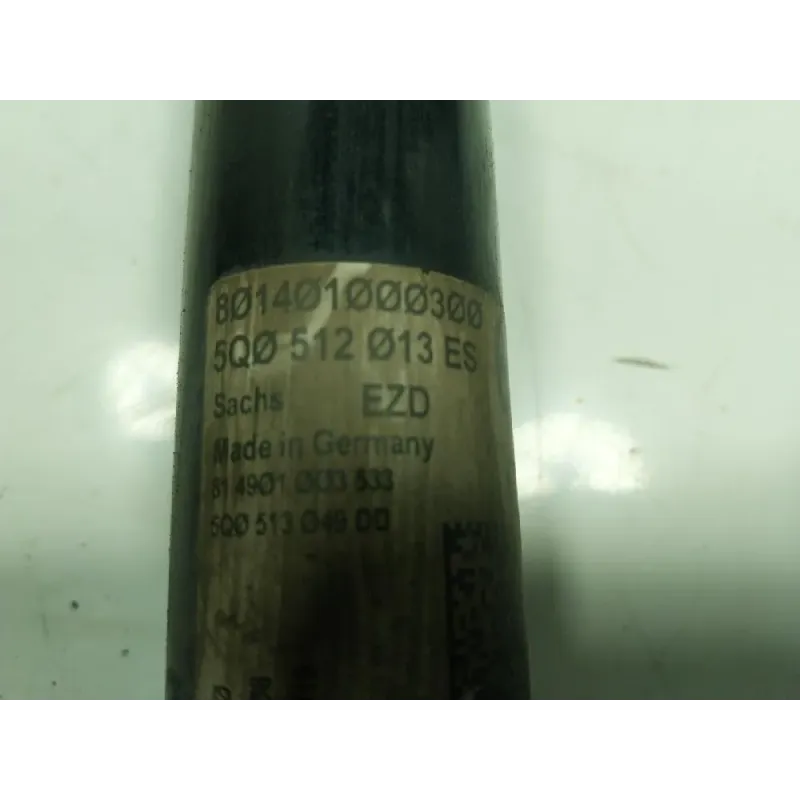 8Ø14Ø1ØØØ3ØØ
5QØ 512 Ø13 ES
Sachs EZD
Made in Germany
81 49Ø1 ØØ3 533
5QØ 513 Ø49 DD